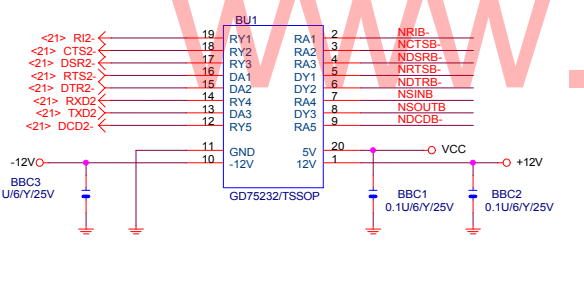 WWW.
BU1
<21> RI2- 19 RY1 RA1 2 NRIB-
<21> CTS2- 18 RY2 RA2 3 NCTSB-
<21> DSR2- 17 RY3 RA3 4 NDSRB-
<21> RTS2- 16 DA1 DY1 5 NRTSB-
<21> DTR2- 15 DA2 DY2 6 NDTRB-
<21> RXD2 14 RY4 RA4 7 NSINB
<21> TXD2 13 DA3 DY3 8 NSOUTB
<21> DCD2- 12 RY5 RA5 9 NDCDB-
11 GND 5V 20 VCC
-12V 10 -12V 12V 1 +12V
BBC3 BBC1 BBC2
U/6/Y/25V GD75232/TSSOP 0.1U/6/Y/25V 0.1U/6/Y/25V